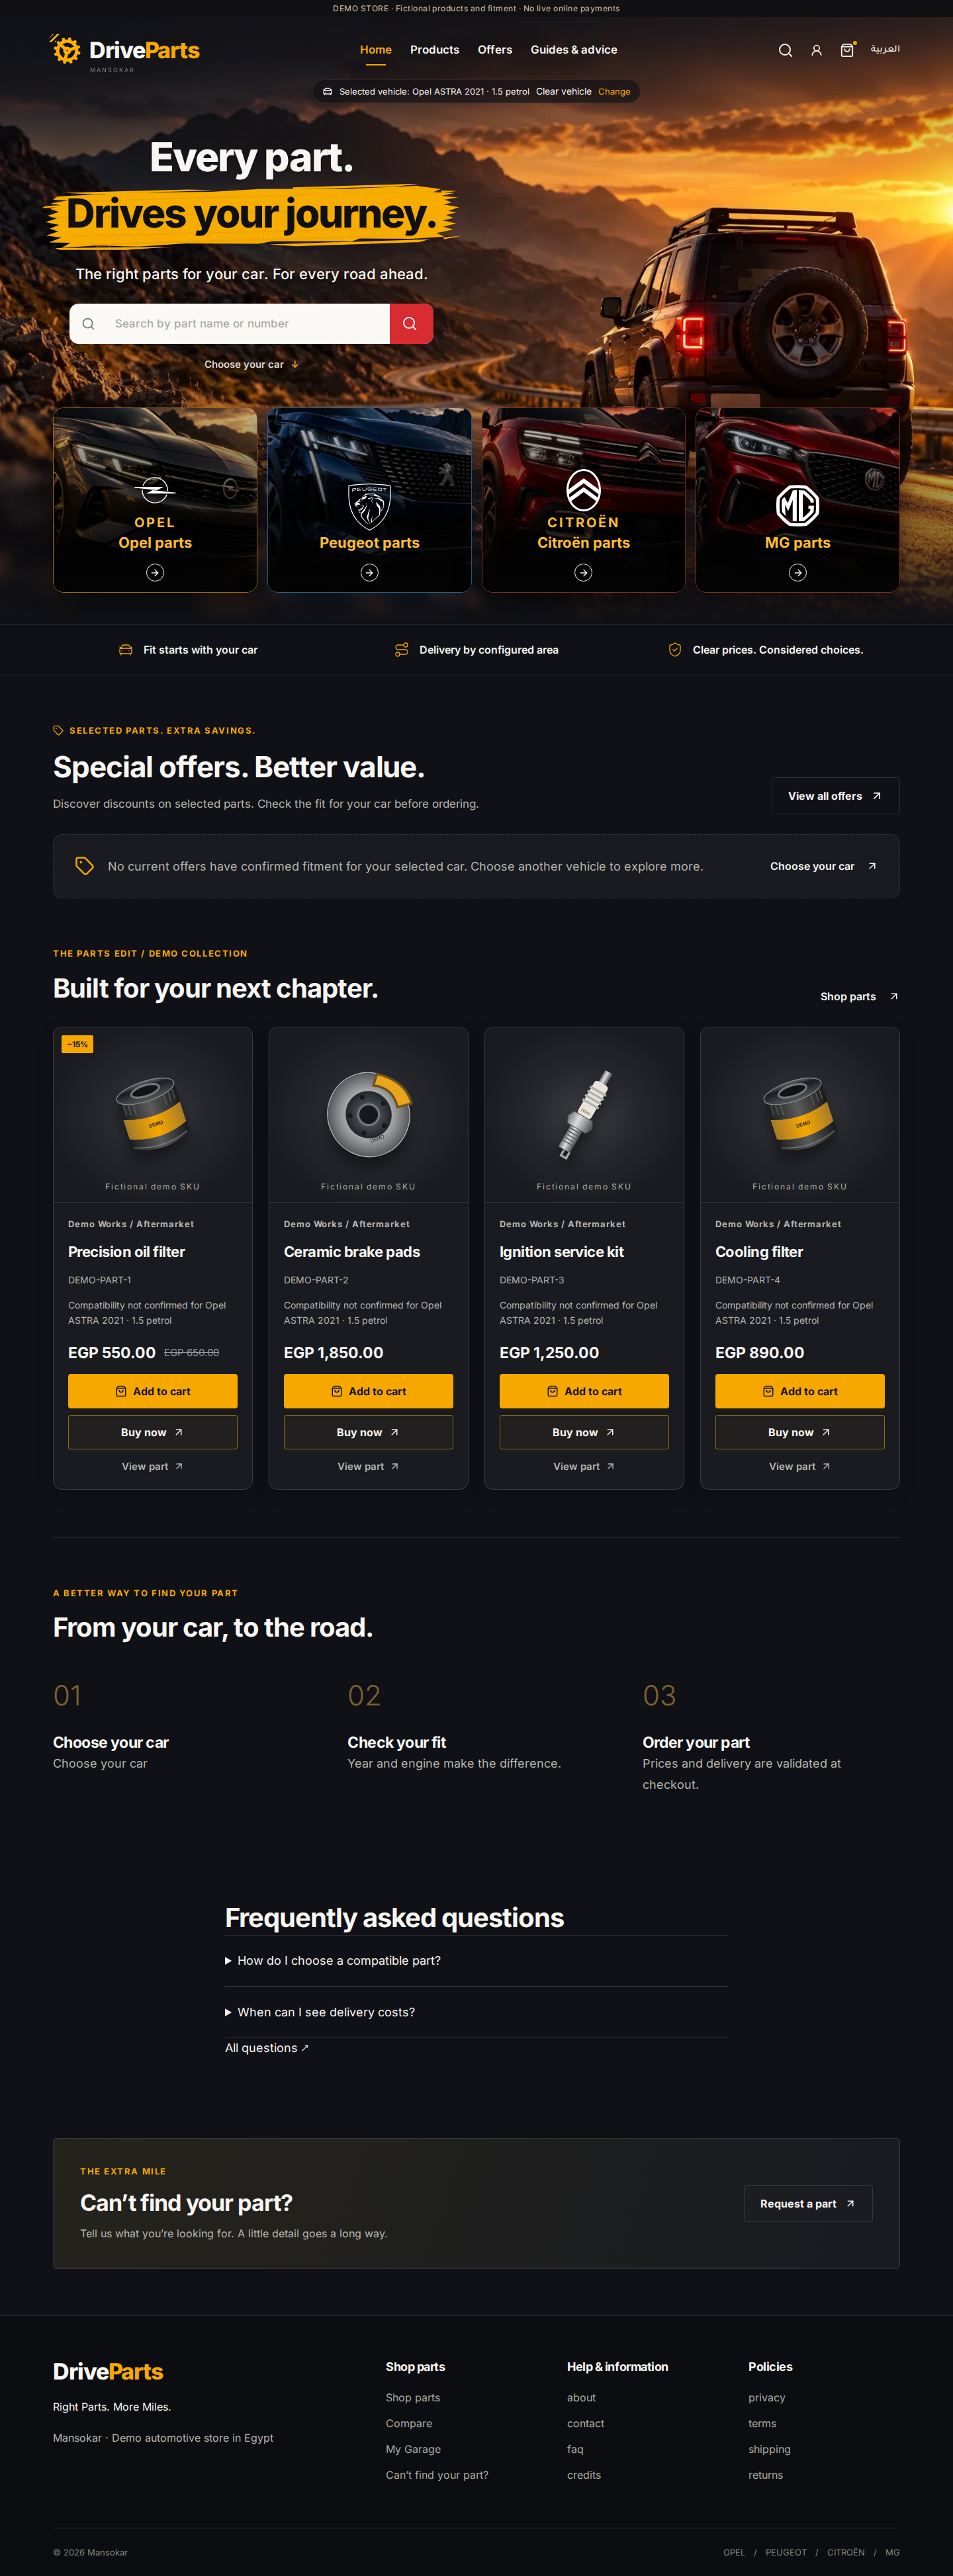 DEMO STORE · Fictional products and fitment · No live online payments
DriveParts
MANSOKAR
Home Products Offers Guides & advice
العربية
Selected vehicle: Opel ASTRA 2021 · 1.5 petrol Clear vehicle Change
Every part.
Drives your journey.
The right parts for your car. For every road ahead.
Search by part name or number
Choose your car ↓
OPEL
Opel parts
PEUGEOT
Peugeot parts
CITROËN
Citroën parts
MG
MG parts
Fit starts with your car
Delivery by configured area
Clear prices. Considered choices.
SELECTED PARTS. EXTRA SAVINGS.
Special offers. Better value.
Discover discounts on selected parts. Check the fit for your car before ordering.
View all offers
No current offers have confirmed fitment for your selected car. Choose another vehicle to explore more.
Choose your car
THE PARTS EDIT / DEMO COLLECTION
Built for your next chapter.
Shop parts
−15%
DEMO
Fictional demo SKU
Demo Works / Aftermarket
Precision oil filter
DEMO-PART-1
Compatibility not confirmed for Opel
ASTRA 2021 · 1.5 petrol
EGP 550.00 EGP 650.00
Add to cart
Buy now
View part
DEMO
Fictional demo SKU
Demo Works / Aftermarket
Ceramic brake pads
DEMO-PART-2
Compatibility not confirmed for Opel
ASTRA 2021 · 1.5 petrol
EGP 1,850.00
Add to cart
Buy now
View part
Fictional demo SKU
Demo Works / Aftermarket
Ignition service kit
DEMO-PART-3
Compatibility not confirmed for Opel
ASTRA 2021 · 1.5 petrol
EGP 1,250.00
Add to cart
Buy now
View part
DEMO
Fictional demo SKU
Demo Works / Aftermarket
Cooling filter
DEMO-PART-4
Compatibility not confirmed for Opel
ASTRA 2021 · 1.5 petrol
EGP 890.00
Add to cart
Buy now
View part
A BETTER WAY TO FIND YOUR PART
From your car, to the road.
01
Choose your car
Choose your car
02
Check your fit
Year and engine make the difference.
03
Order your part
Prices and delivery are validated at
checkout.
Frequently asked questions
How do I choose a compatible part?
When can I see delivery costs?
All questions ↗
THE EXTRA MILE
Can’t find your part?
Tell us what you’re looking for. A little detail goes a long way.
Request a part
DriveParts
Right Parts. More Miles.
Mansokar · Demo automotive store in Egypt
Shop parts
Shop parts
Compare
My Garage
Can’t find your part?
Help & information
about
contact
faq
credits
Policies
privacy
terms
shipping
returns
© 2026 Mansokar
OPEL / PEUGEOT / CITROËN / MG